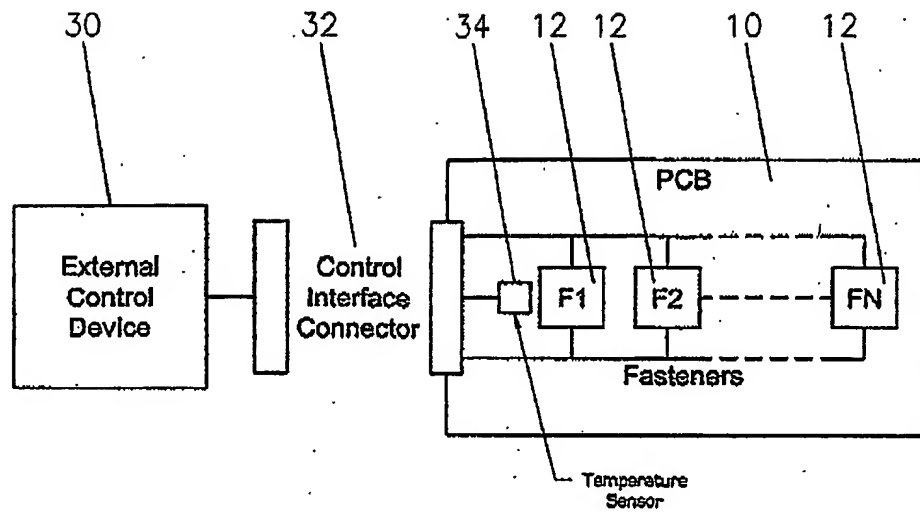 30 32 34 12 12 10 12
PCB
External
Control
Device
Control
Interface
Connector
F1 F2 FN
Fasteners
Temperature
Sensor